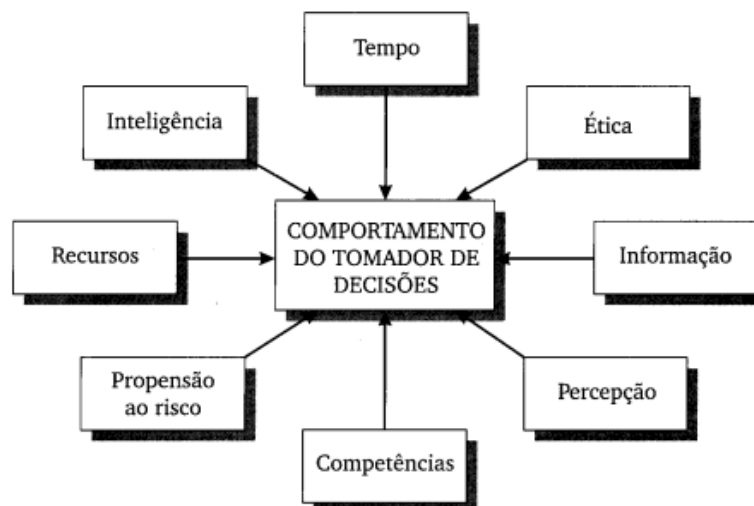 Tempo
Inteligência
Ética
COMPORTAMENTO
DO TOMADOR DE
DECISÕES
Recursos
Informação
Propensão
ao risco
Percepção
Competências